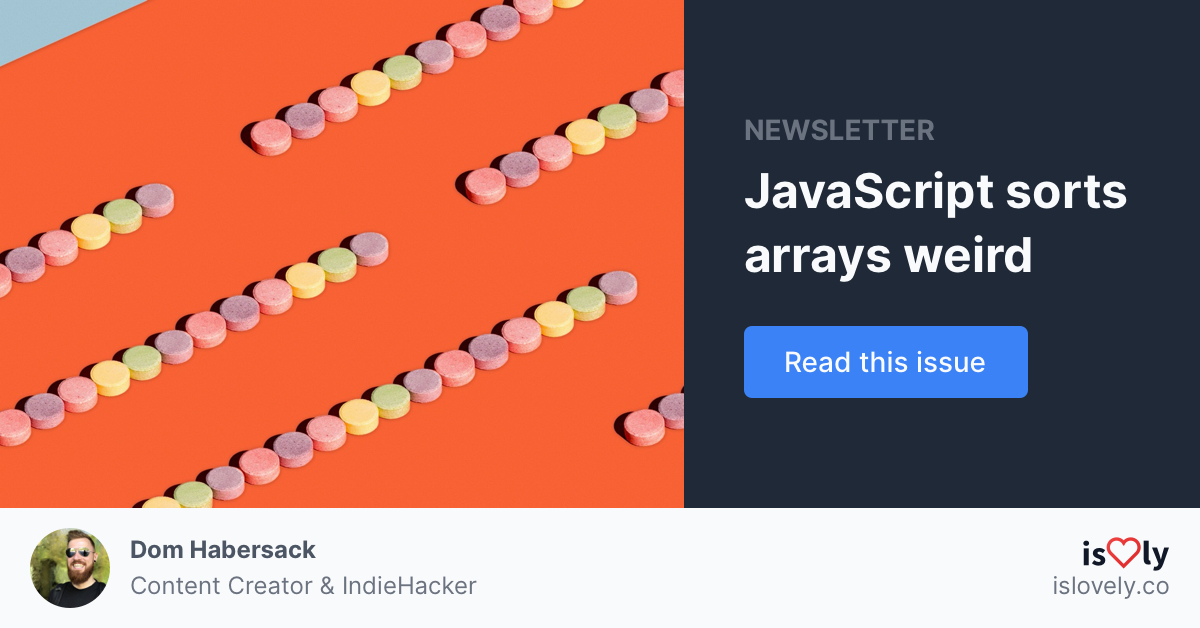 NEWSLETTER
JavaScript sorts
arrays weird
Read this issue
Dom Habersack
Content Creator & IndieHacker
is ly
islovely.co